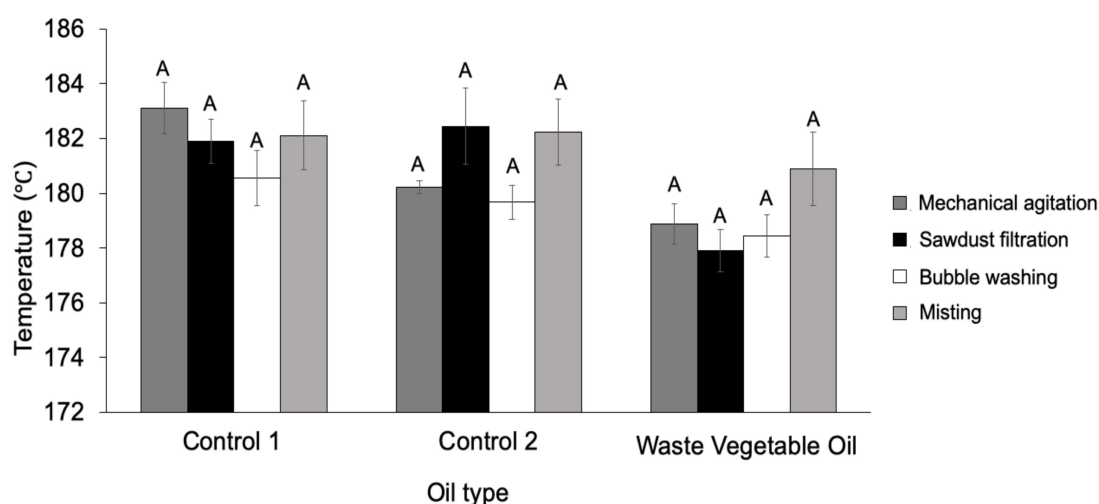 186
184
182
180
178
176
174
172
Temperature (°C)
A
A
A
A
A
A
A
A
A
A
A
A
Control 1
Control 2
Waste Vegetable Oil
Oil type
Mechanical agitation
Sawdust filtration
Bubble washing
Misting